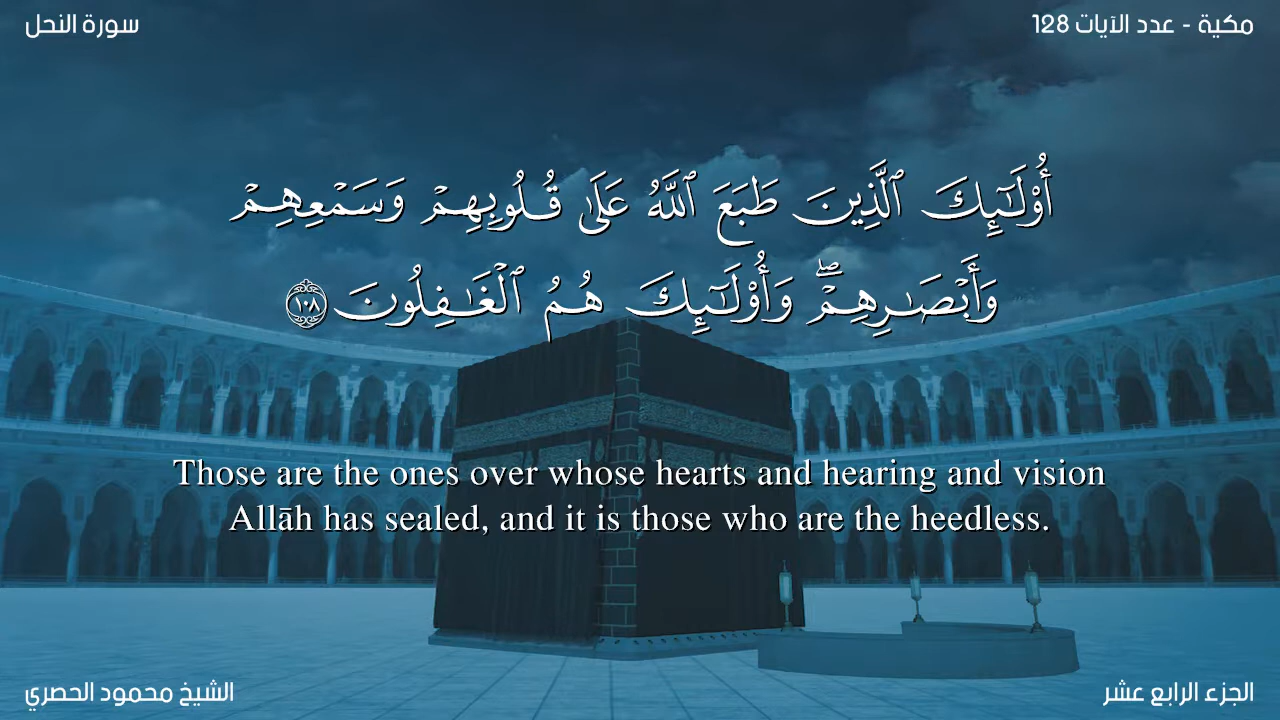 سورة النحل
مكية - عدد الآيات 128
أُو۟لَـٰٓئِكَ ٱلَّذِينَ طَبَعَ ٱللَّهُ عَلَىٰ قُلُوبِهِمْ وَسَمْعِهِمْ
وَأَبْصَـٰرِهِمْ ۖ وَأُو۟لَـٰٓئِكَ هُمُ ٱلْغَـٰفِلُونَ ١٠٨
Those are the ones over whose hearts and hearing and vision
Allāh has sealed, and it is those who are the heedless.
الشيخ محمود الحصري
الجزء الرابع عشر